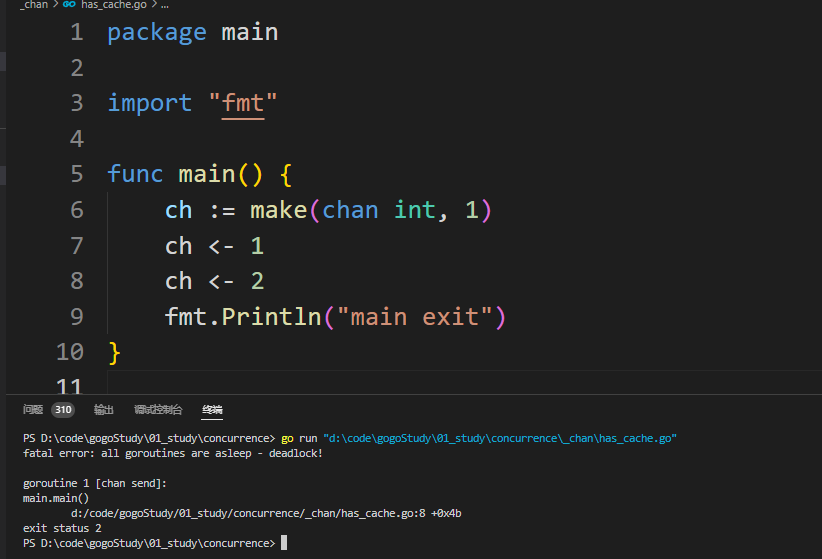 _chan > GO has_cache.go > ...
1 package main
2
3 import "fmt"
4
5 func main() {
6 ch := make(chan int, 1)
7 ch <- 1
8 ch <- 2
9 fmt.Println("main exit")
10 }
11
问题 310 输出 调试控制台 终端
PS D:\code\gogoStudy\01_study\concurrence> go run "d:\code\gogoStudy\01_study\concurrence\_chan\has_cache.go"
fatal error: all goroutines are asleep - deadlock!
goroutine 1 [chan send]:
main.main()
d:/code/gogoStudy/01_study/concurrence/_chan/has_cache.go:8 +0x4b
exit status 2
PS D:\code\gogoStudy\01_study\concurrence>